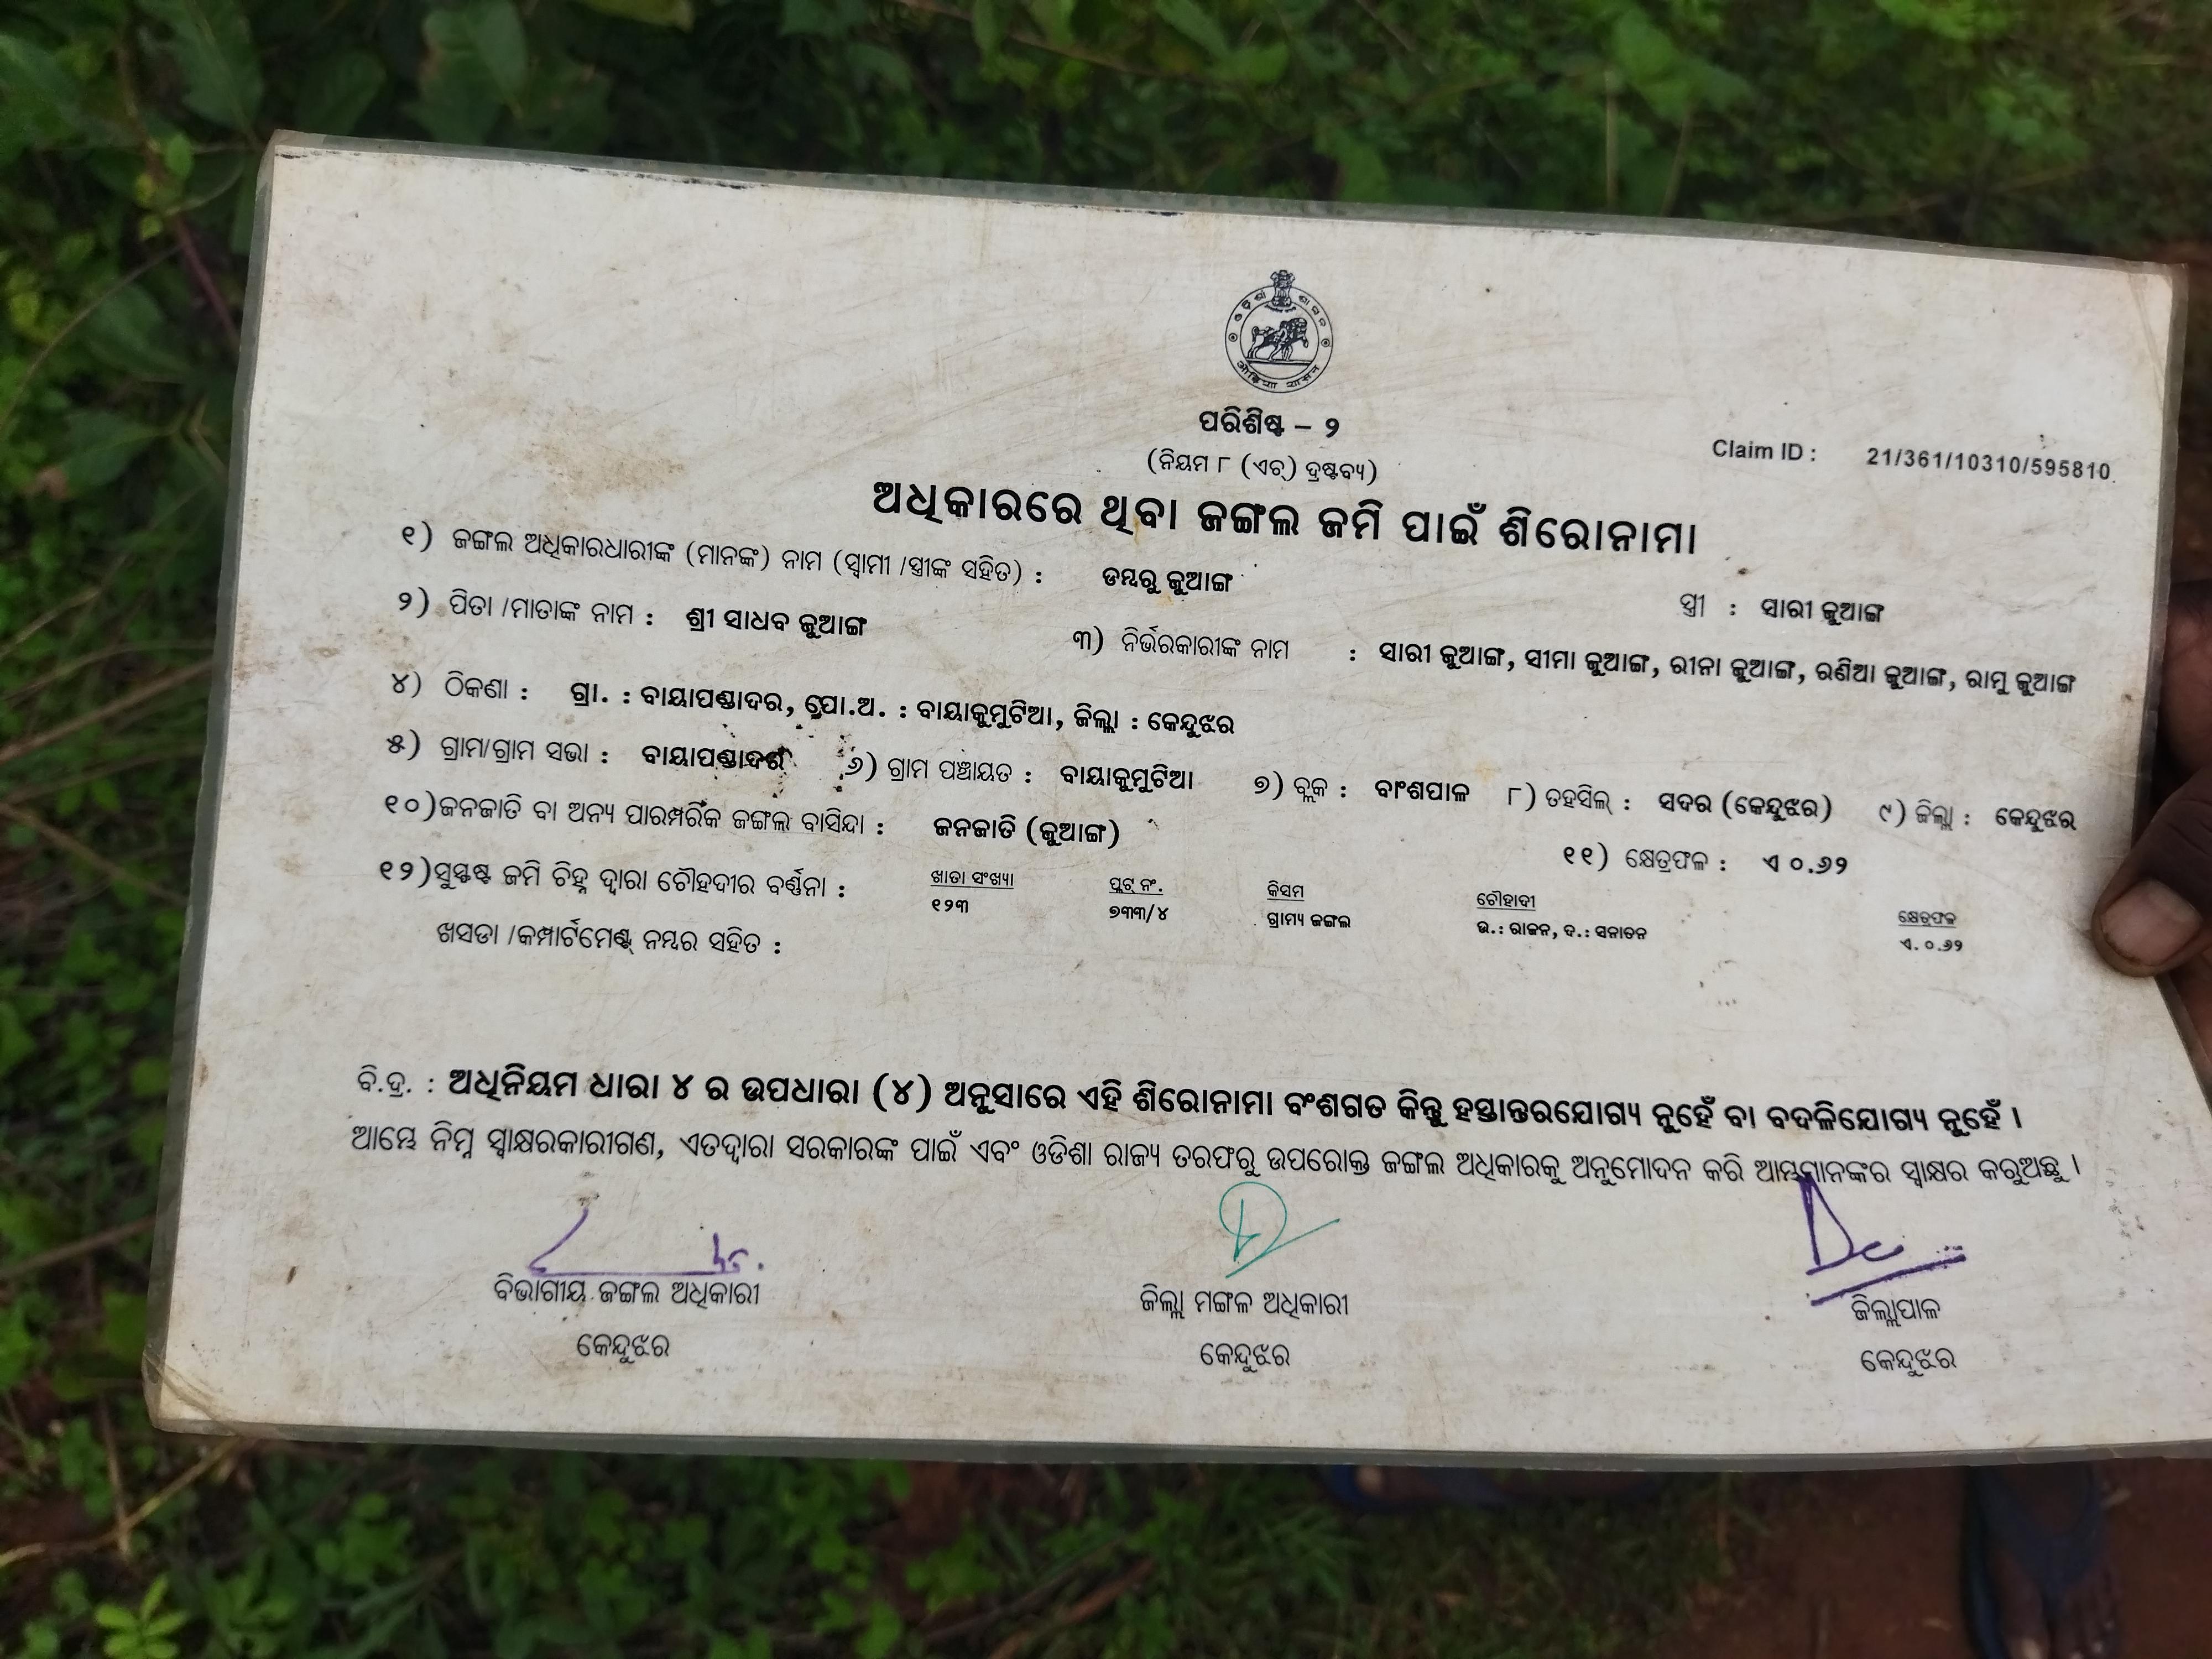 ଓଡ଼ିଶା ଶାସନ
ओड़िशा शासन
ପରିଶିଷ୍ଟ – ୨
(ନିୟମ ୮ (ଏଚ୍) ଦ୍ରଷ୍ଟବ୍ୟ)
Claim ID : 21/361/10310/595810
ଅଧିକାରରେ ଥିବା ଜଙ୍ଗଲ ଜମି ପାଇଁ ଶିରୋନାମା
୧) ଜଙ୍ଗଲ ଅଧିକାରଧାରୀଙ୍କ (ମାନଙ୍କ) ନାମ (ସ୍ୱାମୀ /ସ୍ତ୍ରୀଙ୍କ ସହିତ) : ଡମ୍ବରୁ ଜୁଆଙ୍ଗ ସ୍ତ୍ରୀ : ସାରୀ ଜୁଆଙ୍ଗ
୨) ପିତା /ମାତାଙ୍କ ନାମ : ଶ୍ରୀ ସାଧବ ଜୁଆଙ୍ଗ ୩) ନିର୍ଭରକାରୀଙ୍କ ନାମ : ସାରୀ ଜୁଆଙ୍ଗ, ସୀମା ଜୁଆଙ୍ଗ, ରୀନା ଜୁଆଙ୍ଗ, ରଣିଆ ଜୁଆଙ୍ଗ, ରାମୁ ଜୁଆଙ୍ଗ
୪) ଠିକଣା : ଗ୍ରା. : ବାୟାପଣ୍ଡାଦର, ପୋ.ଅ. : ବାୟାକୁମୁଟିଆ, ଜିଲ୍ଲା : କେନ୍ଦୁଝର
୫) ଗ୍ରାମ/ଗ୍ରାମ ସଭା : ବାୟାପଣ୍ଡାଦର ୬) ଗ୍ରାମ ପଞ୍ଚାୟତ : ବାୟାକୁମୁଟିଆ ୭) ବ୍ଲକ : ବାଂଶପାଳ ୮) ତହସିଲ୍ : ସଦର (କେନ୍ଦୁଝର) ୯) ଜିଲ୍ଲା : କେନ୍ଦୁଝର
୧୦) ଜନଜାତି ବା ଅନ୍ୟ ପାରମ୍ପରିକ ଜଙ୍ଗଲ ବାସିନ୍ଦା : ଜନଜାତି (ଜୁଆଙ୍ଗ) ୧୧) କ୍ଷେତ୍ରଫଳ : ଏ ୦.୬୨
୧୨) ସୁସ୍ପଷ୍ଟ ଜମି ଚିହ୍ନ ଦ୍ୱାରା ଚୌହଦୀର ବର୍ଣ୍ଣନା : ଖାତା ସଂଖ୍ୟା ପ୍ଲଟ୍ ନଂ. କିସମ ଚୌହାଦୀ କ୍ଷେତ୍ରଫଳ
୧୨୩ ୭୩୩/୪ ଗ୍ରାମ୍ୟ ଜଙ୍ଗଲ ଉ.: ରାଜନ, ଦ.: ସନାତନ ଏ. ୦.୬୨
ଖସଡା /କମ୍ପାର୍ଟମେଣ୍ଟ୍ ନମ୍ବର ସହିତ :
ବି.ଦ୍ର. : ଅଧିନିୟମ ଧାରା ୪ ର ଉପଧାରା (୪) ଅନୁସାରେ ଏହି ଶିରୋନାମା ବଂଶଗତ କିନ୍ତୁ ହସ୍ତାନ୍ତରଯୋଗ୍ୟ ନୁହେଁ ବା ବଦଳିଯୋଗ୍ୟ ନୁହେଁ ।
ଆମ୍ଭେ ନିମ୍ନ ସ୍ୱାକ୍ଷରକାରୀଗଣ, ଏତଦ୍ୱାରା ସରକାରଙ୍କ ପାଇଁ ଏବଂ ଓଡିଶା ରାଜ୍ୟ ତରଫରୁ ଉପରୋକ୍ତ ଜଙ୍ଗଲ ଅଧିକାରକୁ ଅନୁମୋଦନ କରି ଆମ୍ଭମାନଙ୍କର ସ୍ୱାକ୍ଷର କରୁଅଛୁ ।
ବିଭାଗୀୟ ଜଙ୍ଗଲ ଅଧିକାରୀ ଜିଲ୍ଲା ମଙ୍ଗଳ ଅଧିକାରୀ ଜିଲ୍ଲାପାଳ
କେନ୍ଦୁଝର କେନ୍ଦୁଝର କେନ୍ଦୁଝର